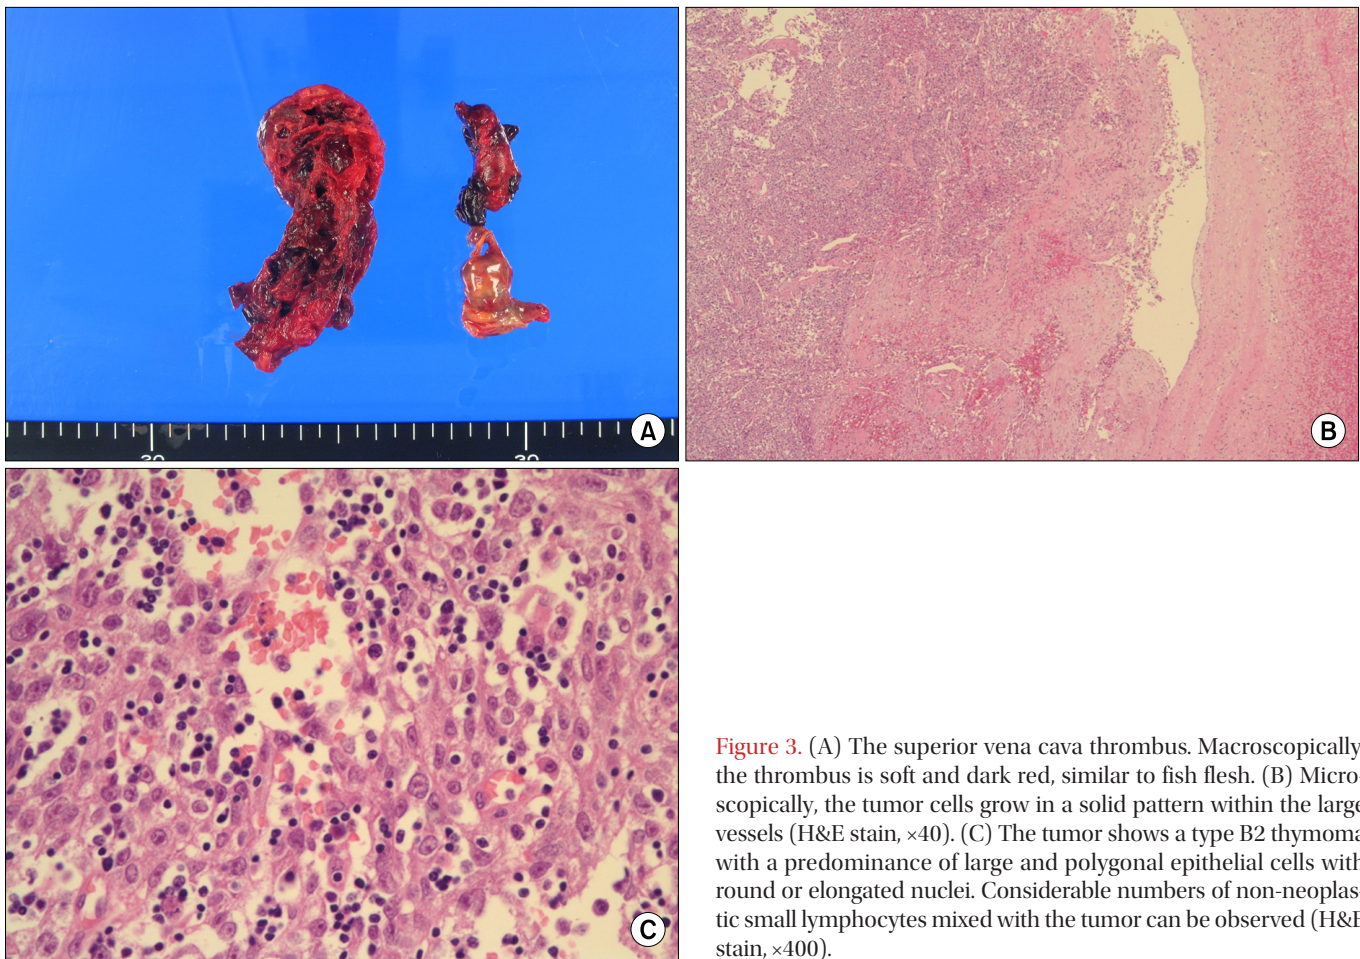 A
B
C
Figure 3. (A) The superior vena cava thrombus. Macroscopically
the thrombus is soft and dark red, similar to fish flesh. (B) Micro-
scopically, the tumor cells grow in a solid pattern within the large
vessels (H&E stain, ×40). (C) The tumor shows a type B2 thymoma
with a predominance of large and polygonal epithelial cells with
round or elongated nuclei. Considerable numbers of non-neoplas-
tic small lymphocytes mixed with the tumor can be observed (H&E
stain, ×400).